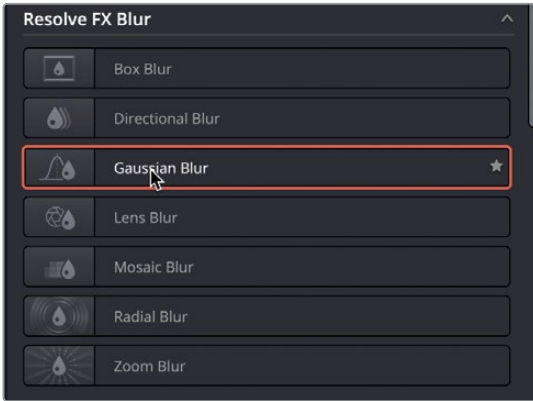 Resolve FX Blur
Box Blur
Directional Blur
Gaussian Blur
Lens Blur
Mosaic Blur
Radial Blur
Zoom Blur